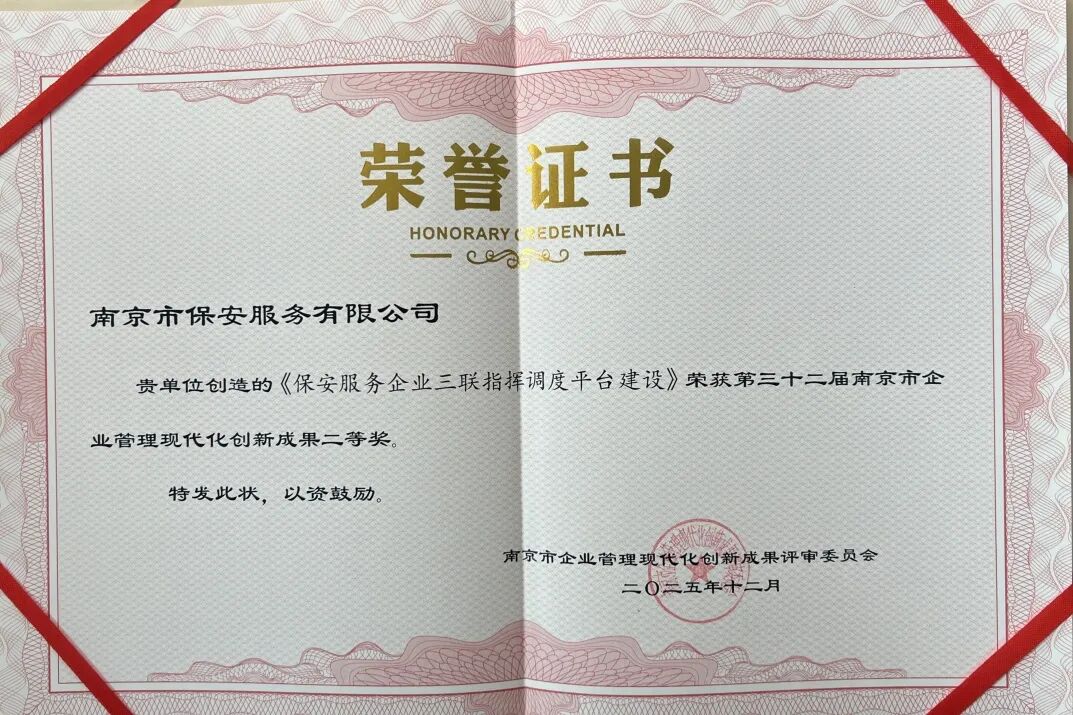 荣誉证书
HONORARY CREDENTIAL
南京市保安服务有限公司
贵单位创造的《保安服务企业三联指挥调度平台建设》荣获第三十二届南京市企
业管理现代化创新成果二等奖。
特发此状，以资鼓励。
南京市企业管理现代化创新成果评审委员会
二〇二五年十二月